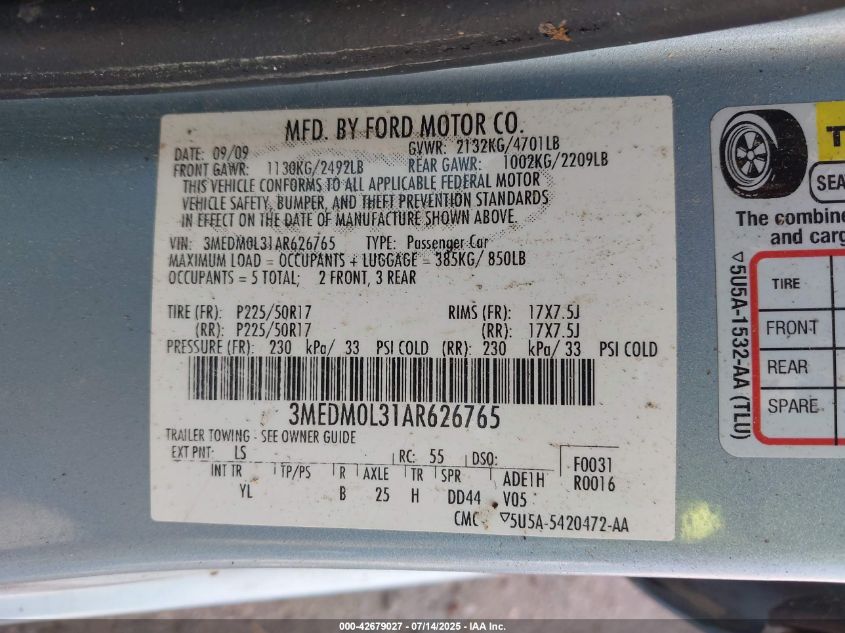 MFD. BY FORD MOTOR CO.
DATE: 09/09 GVWR: 2132KG/4701LB
FRONT GAWR: 1130KG/2492LB REAR GAWR: 1002KG/2209LB
THIS VEHICLE CONFORMS TO ALL APPLICABLE FEDERAL MOTOR
VEHICLE SAFETY, BUMPER, AND THEFT PREVENTION STANDARDS
IN EFFECT ON THE DATE OF MANUFACTURE SHOWN ABOVE.
VIN: 3MEDM0L31AR626765 TYPE: Passenger Car
MAXIMUM LOAD = OCCUPANTS + LUGGAGE = 385KG/ 850LB
OCCUPANTS = 5 TOTAL; 2 FRONT, 3 REAR
TIRE (FR): P225/50R17 RIMS (FR): 17X7.5J
(RR): P225/50R17 (RR): 17X7.5J
PRESSURE (FR): 230 kPa/ 33 PSI COLD (RR): 230 kPa/ 33 PSI COLD
3MEDM0L31AR626765
TRAILER TOWING - SEE OWNER GUIDE
EXT PNT: LS RC: 55 DSO: F0031
INT TR TP/PS R AXLE TR SPR ADE1H R0016
YL B 25 H DD44 V05
CMC ▽5U5A-5420472-AA
T
SEA
The combine
and carg
TIRE
FRONT
REAR
SPARE
▽5U5A-1532-AA (TLU)
000-42679027 - 07/14/2025 - IAA Inc.